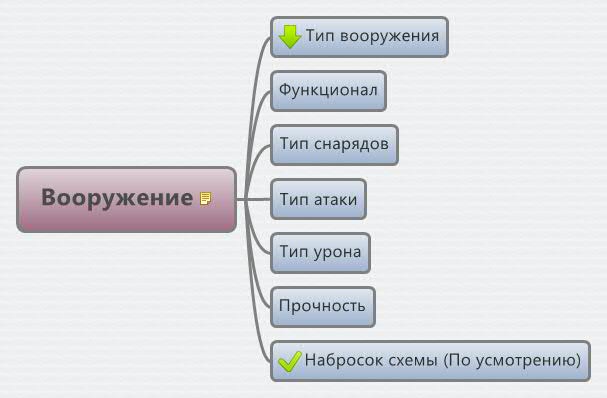 Тип вооружения
Функционал
Тип снарядов
Вооружение
Тип атаки
Тип урона
Прочность
Набросок схемы (По усмотрению)